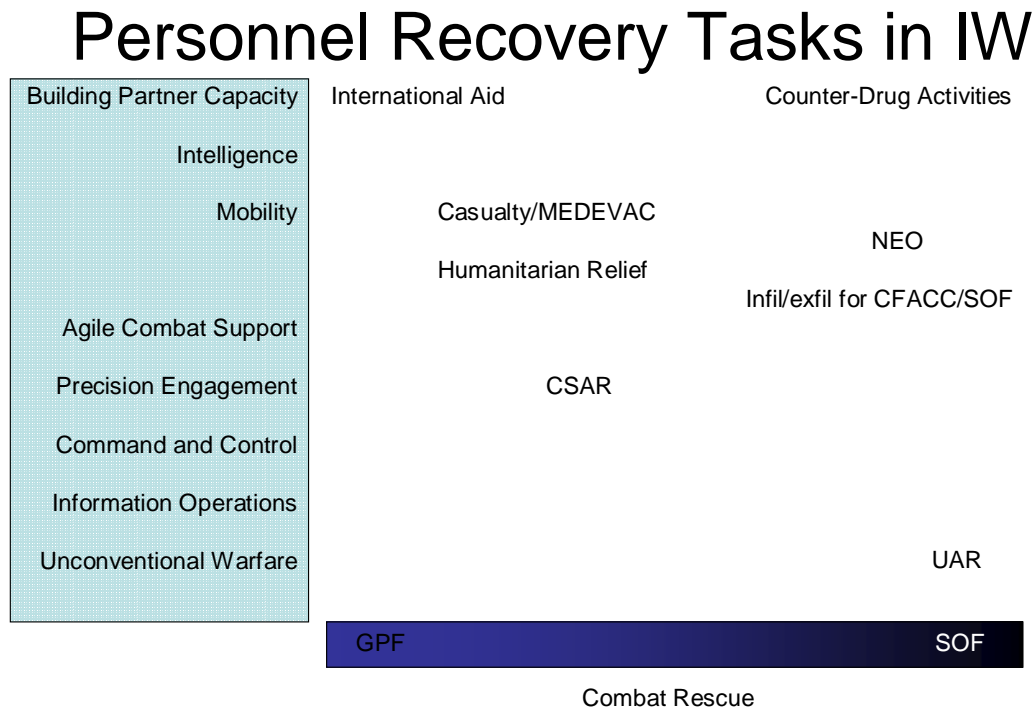 Personnel Recovery Tasks in IW
Building Partner Capacity International Aid Counter-Drug Activities
Intelligence
Mobility Casualty/MEDEVAC
NEO
Humanitarian Relief
Infil/exfil for CFACC/SOF
Agile Combat Support
Precision Engagement CSAR
Command and Control
Information Operations
Unconventional Warfare UAR
GPF SOF
Combat Rescue